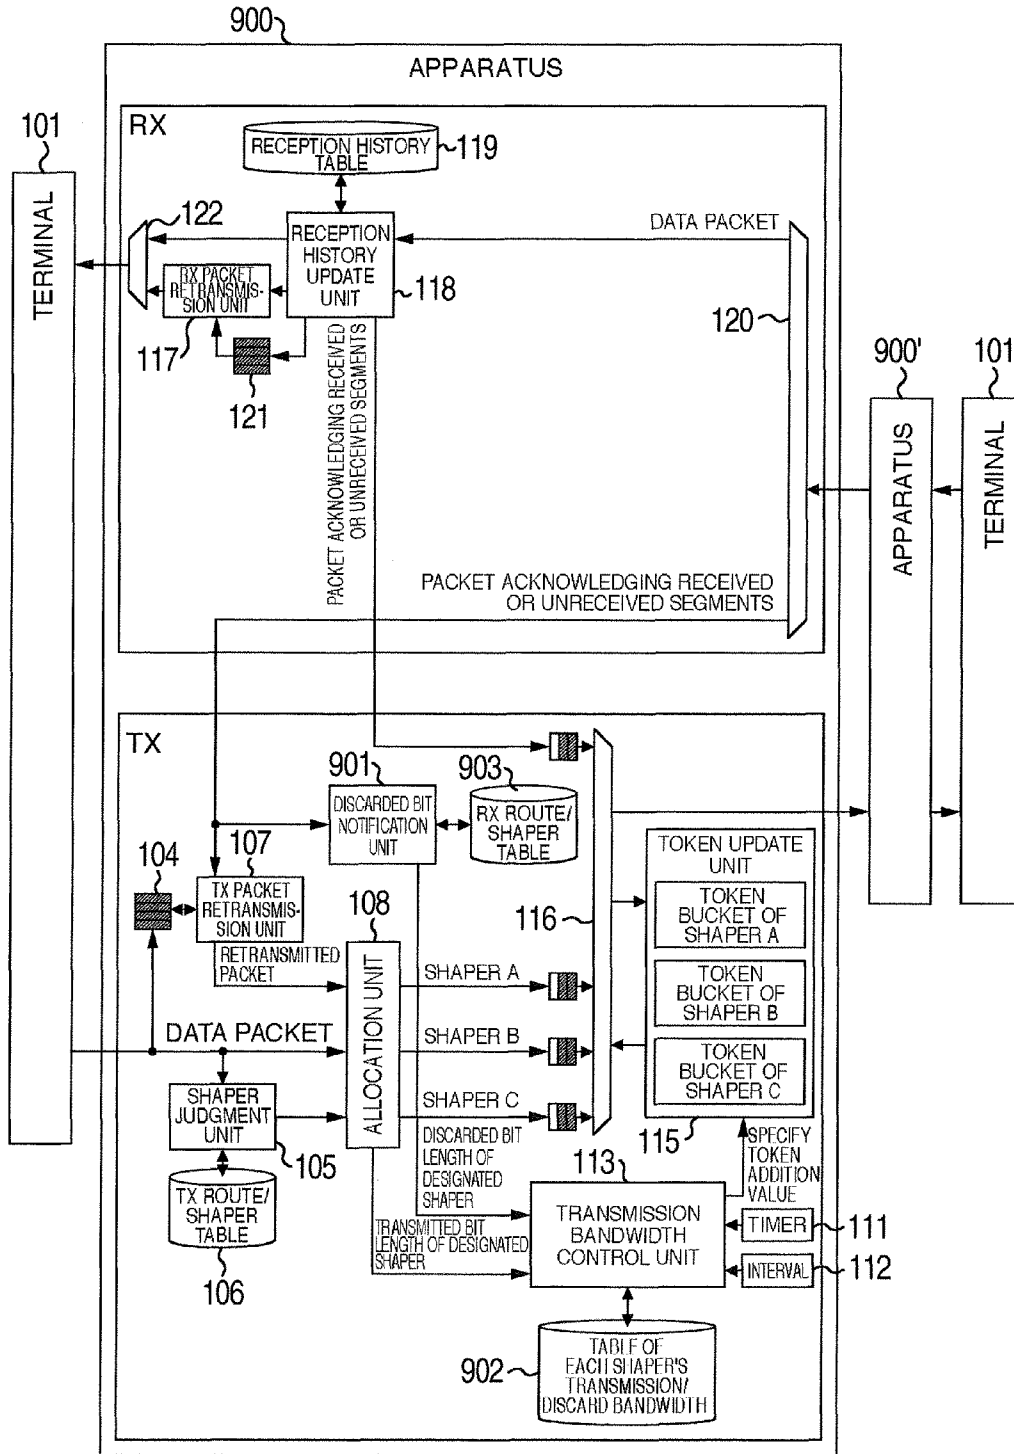 900
APPARATUS
RX
101
TERMINAL
RECEPTION HISTORY
TABLE
119
122
RECEPTION
HISTORY
UPDATE
UNIT
118
DATA PACKET
RX PACKET
RETRANSMIS-
SION UNIT
117
121
120
PACKET ACKNOWLEDGING RECEIVED
OR UNRECEIVED SEGMENTS
900'
APPARATUS
101
TERMINAL
PACKET ACKNOWLEDGING RECEIVED
OR UNRECEIVED SEGMENTS
TX
901
DISCARDED BIT
NOTIFICATION
UNIT
903
RX ROUTE/
SHAPER
TABLE
104
107
TX PACKET
RETRANSMIS-
SION UNIT
RETRANSMITTED
PACKET
108
ALLOCATION UNIT
116
TOKEN UPDATE
UNIT
TOKEN
BUCKET OF
SHAPER A
TOKEN
BUCKET OF
SHAPER B
TOKEN
BUCKET OF
SHAPER C
115
SHAPER A
SHAPER B
SHAPER C
DATA PACKET
SHAPER
JUDGMENT
UNIT
105
TX ROUTE/
SHAPER
TABLE
106
DISCARDED BIT
LENGTH OF
DESIGNATED
SHAPER
TRANSMITTED BIT
LENGTH OF DESIGNATED
SHAPER
113
TRANSMISSION
BANDWIDTH
CONTROL UNIT
SPECIFY
TOKEN
ADDITION
VALUE
TIMER
111
INTERVAL
112
902
TABLE OF
EACH SHAPER'S
TRANSMISSION/
DISCARD BANDWIDTH